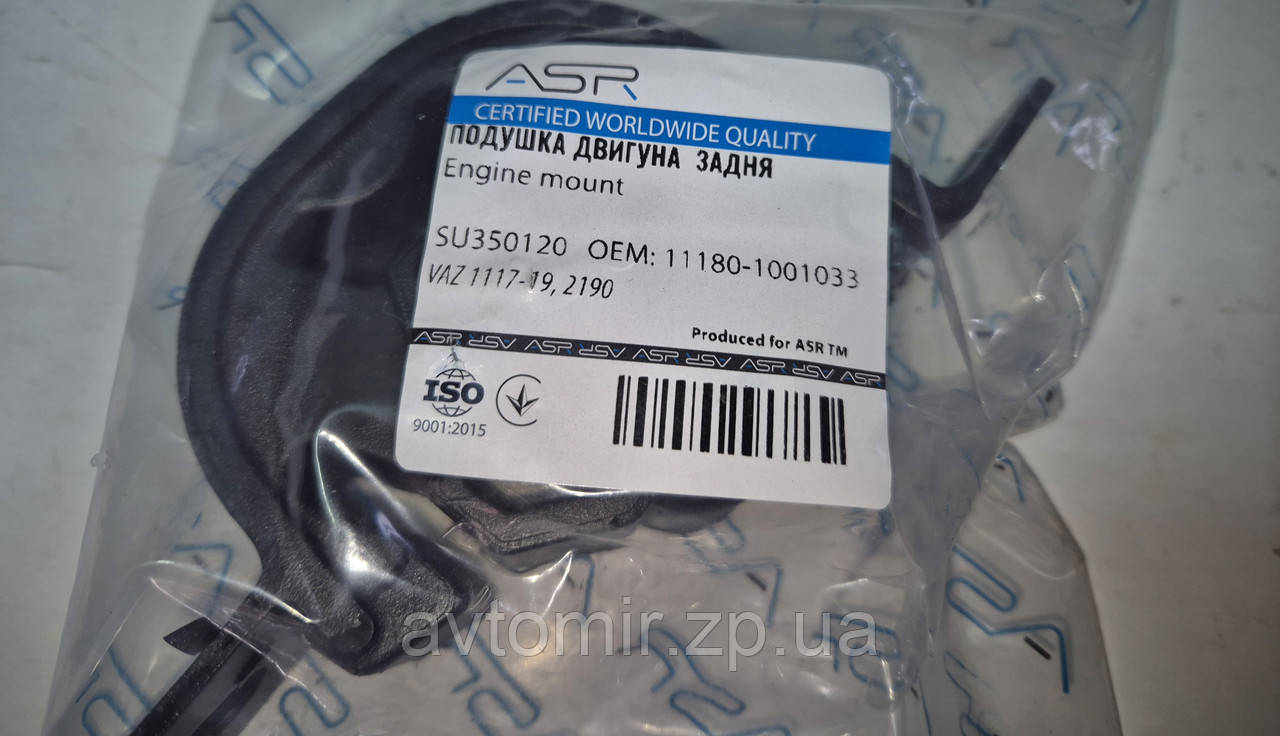 ASR
CERTIFIED WORLDWIDE QUALITY
ПОДУШКА ДВИГУНА ЗАДНЯ
Engine mount
SU350120 OEM: 11180-1001033
VAZ 1117-19, 2190
Produced for ASR TM
ASR ASR ASR ASR ASR ASR ASR ASR ASR
ISO
9001:2015
avtomir.zp.ua